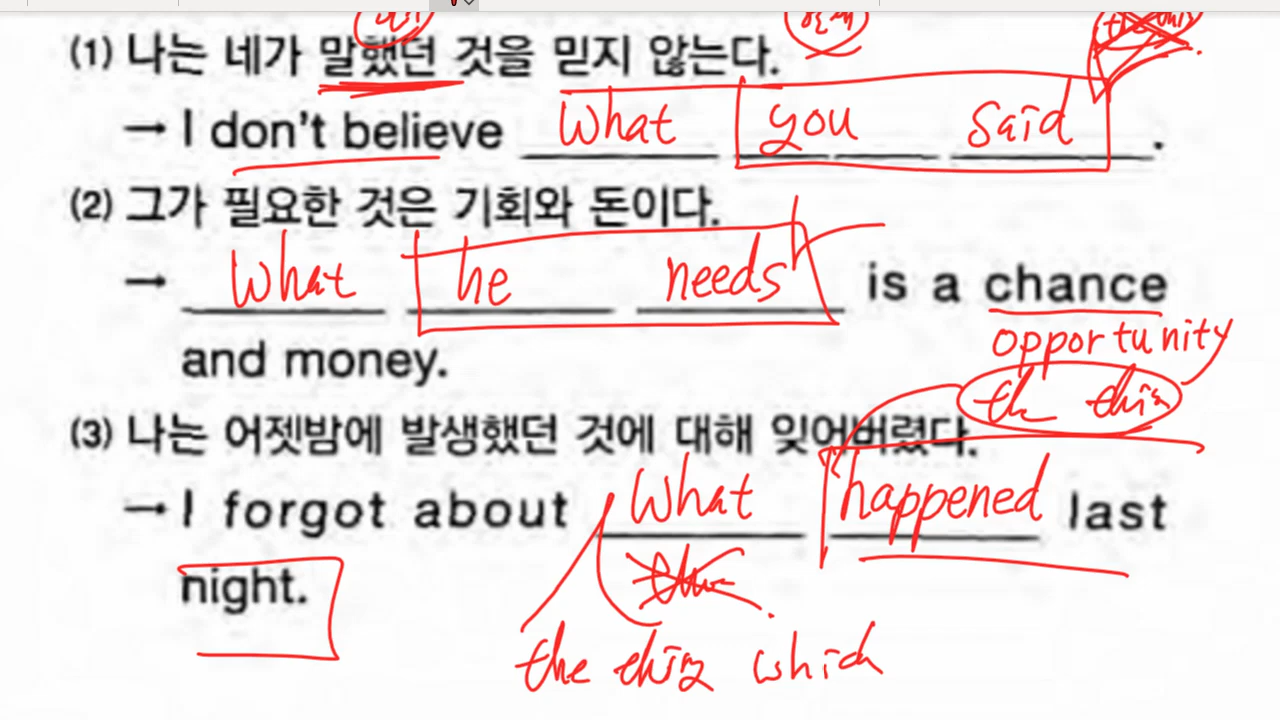 (1) 나는 네가 말했던 것을 믿지 않는다.
→ I don't believe What you said.
(2) 그가 필요한 것은 기회와 돈이다.
→ What he needs is a chance
opportunity
and money.
(3) 나는 어젯밤에 발생했던 것에 대해 잊어버렸다.
→ I forgot about What happened last
night.
the thing which